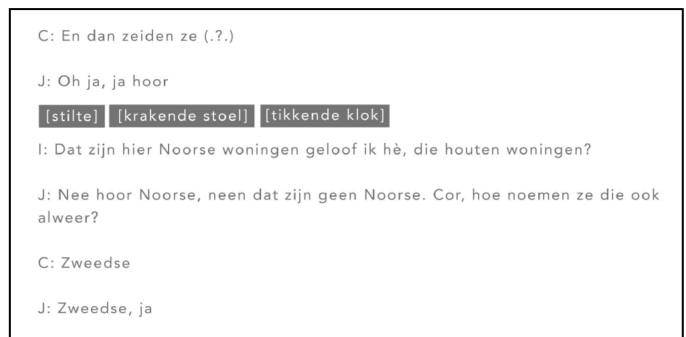 C: En dan zeiden ze (.?.)
J: Oh ja, ja hoor
[stilte] [krakende stoel] [tikkende klok]
I: Dat zijn hier Noorse woningen geloof ik hè, die houten woningen?
J: Nee hoor Noorse, neen dat zijn geen Noorse. Cor, hoe noemen ze die ook
alweer?
C: Zweedse
J: Zweedse, ja